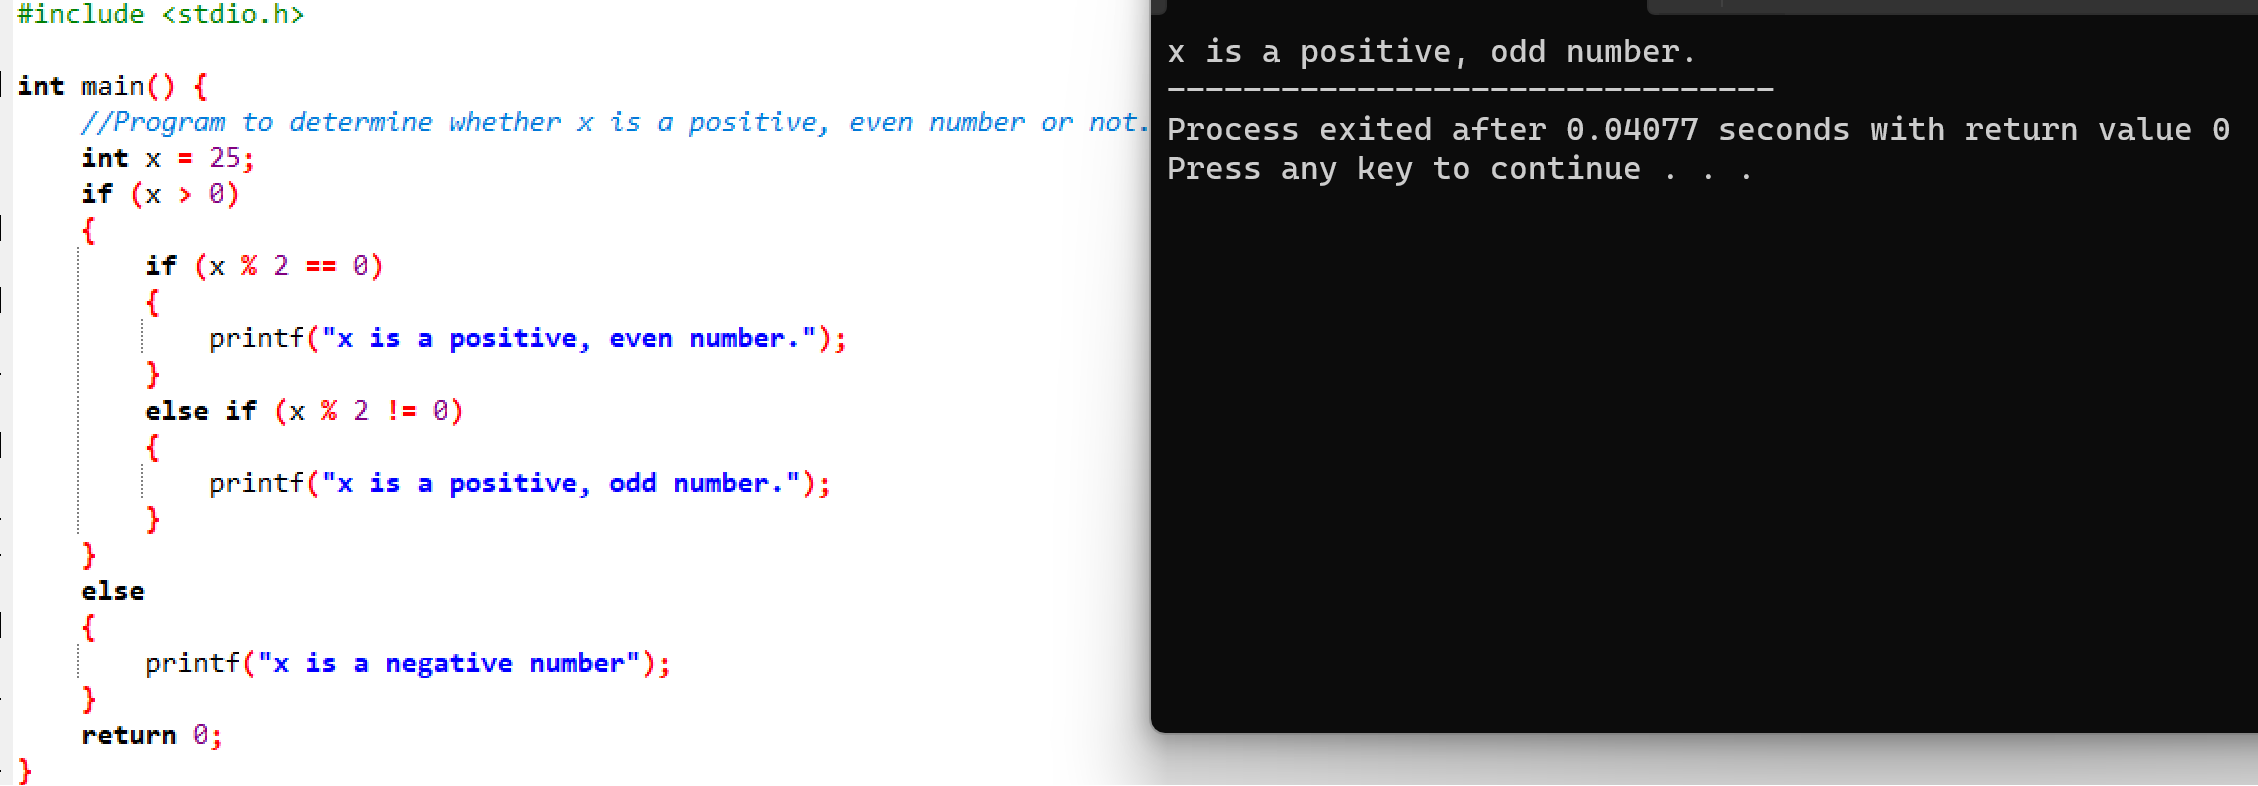 #include <stdio.h>
int main() {
//Program to determine whether x is a positive, even number or not.
int x = 25;
if (x > 0)
{
if (x % 2 == 0)
{
printf("x is a positive, even number.");
}
else if (x % 2 != 0)
{
printf("x is a positive, odd number.");
}
}
else
{
printf("x is a negative number");
}
return 0;
}
x is a positive, odd number.
--------------------------------
Process exited after 0.04077 seconds with return value 0
Press any key to continue . . .